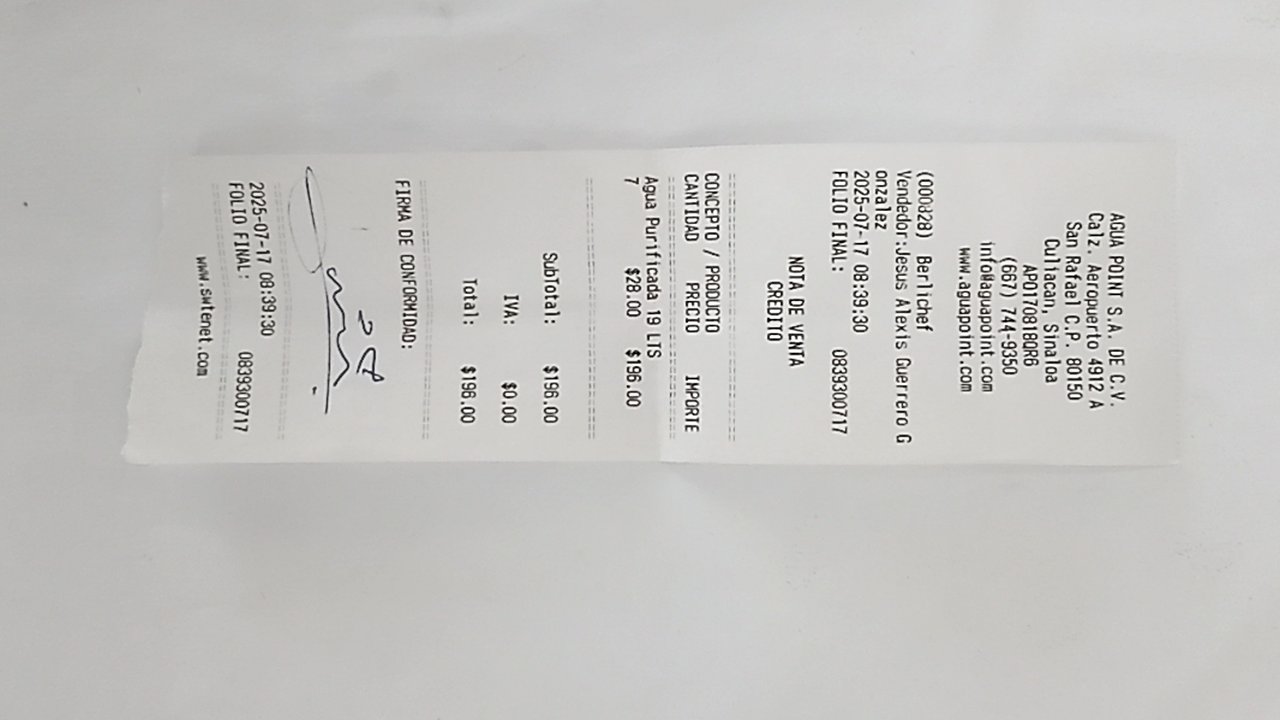 AGUA POINT S.A. DE C.V.
Calz. Aeropuerto 4912 A
San Rafael C.P. 80150
Culiacan, Sinaloa
APO170818QR6
(667) 744-9350
info@aguapoint.com
www.aguapoint.com
(000828) Berlichef
Vendedor:Jesus Alexis Guerrero G
onzalez
2025-07-17 08:39:30
FOLIO FINAL: 0839300717
NOTA DE VENTA
CREDITO
CONCEPTO / PRODUCTO
CANTIDAD PRECIO IMPORTE
Agua Purificada 19 LTS
7 $28.00 $196.00
SubTotal: $196.00
IVA: $0.00
Total: $196.00
FIRMA DE CONFORMIDAD:
2025-07-17 08:39:30
FOLIO FINAL: 0839300717
www.swtenet.com